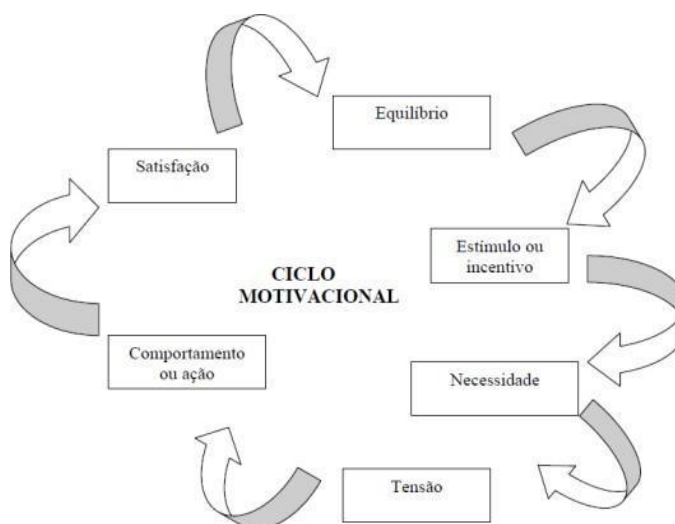 Equilíbrio
Estímulo ou
incentivo
Necessidade
Tensão
Comportamento
ou ação
Satisfação
CICLO
MOTIVACIONAL